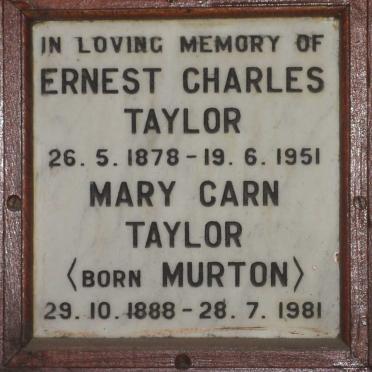 IN LOVING MEMORY OF
ERNEST CHARLES
TAYLOR
26.5.1878-19.6.1951
MARY CARN
TAYLOR
⟨BORN MURTON⟩
29.10.1888-28.7.1981